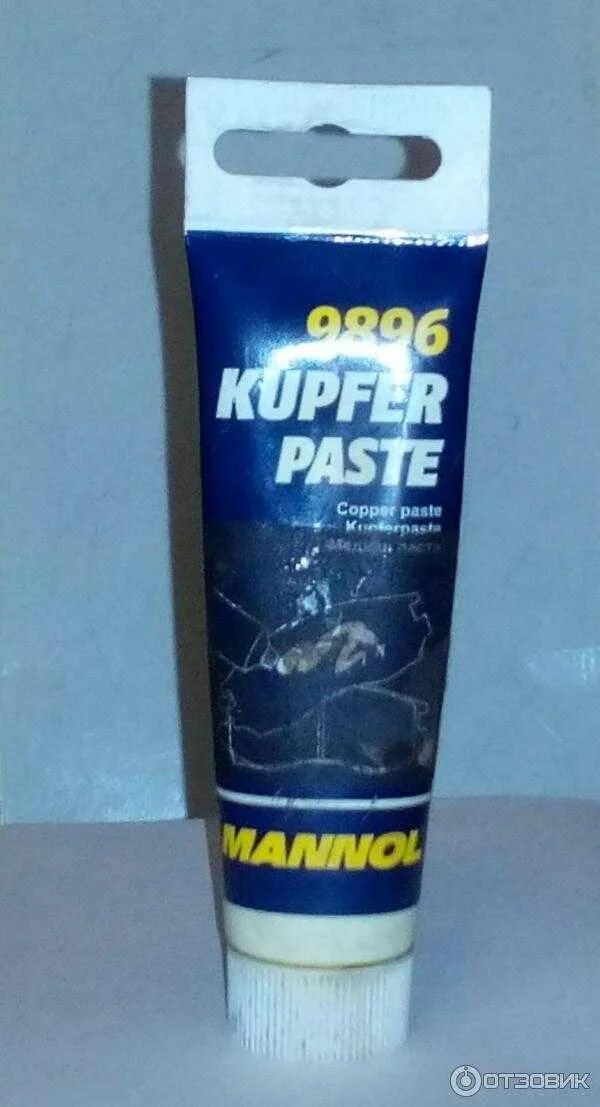 9896
KUPFER
PASTE
Copper paste
Kupferpaste
Медная паста
MANNOL
ОТЗОВИК